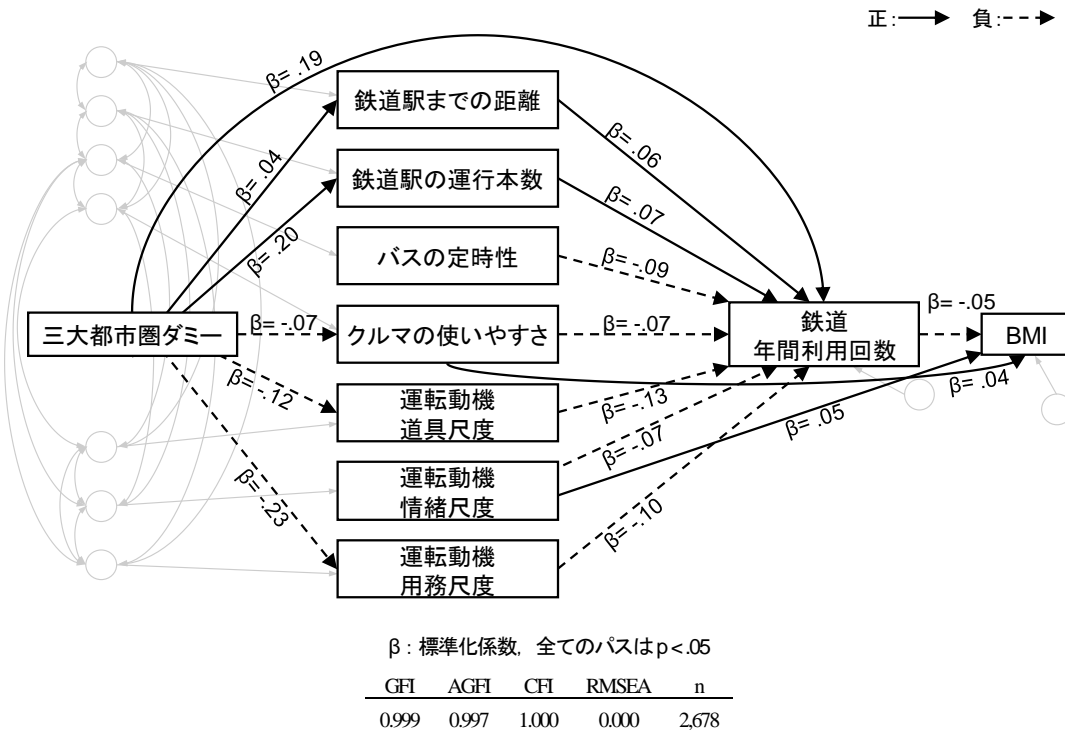 正: 負:
β= .19
鉄道駅までの距離
β= .06
β= .04
鉄道駅の運行本数
β= .07
β= .20
バスの定時性
β= -.09
三大都市圏ダミー
β= -.07
クルマの使いやすさ
β= -.07
鉄道
年間利用回数
β= -.05
BMI
β= .04
β= -.12
運転動機
道具尺度
β= -.13
β= -.07
β= .05
運転動機
情緒尺度
β= -.23
β= -.10
運転動機
用務尺度
β : 標準化係数, 全てのパスはp<.05
GFI AGFI CFI RMSEA n
0.999 0.997 1.000 0.000 2,678